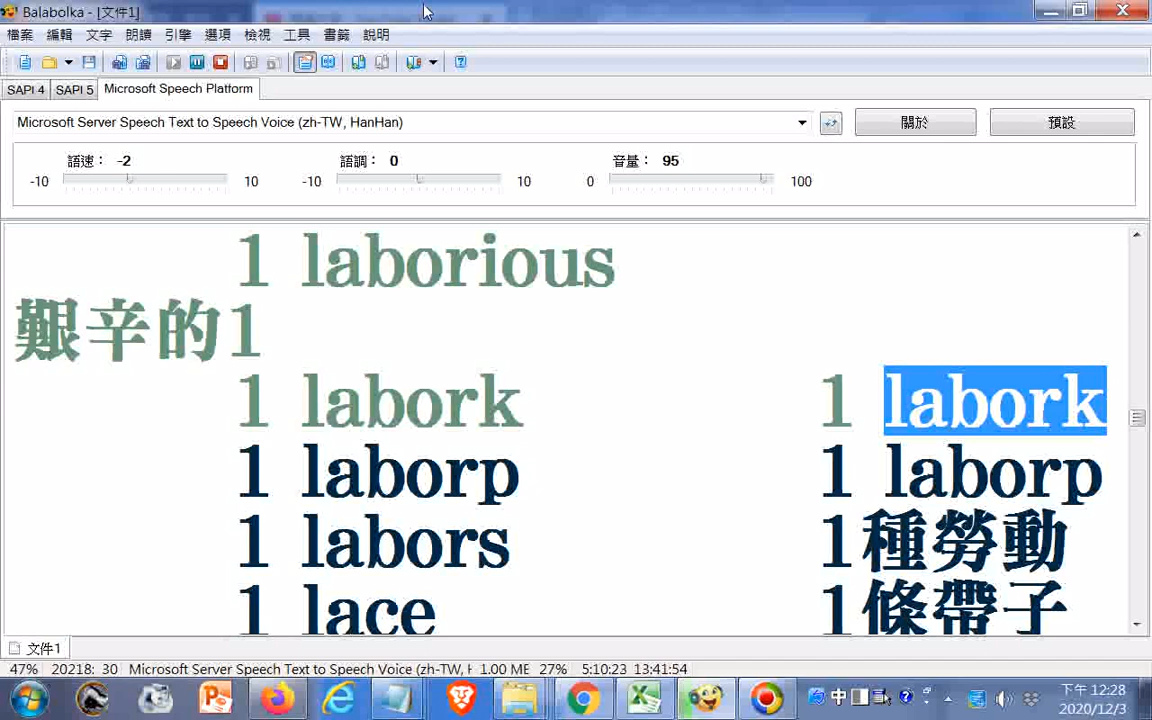 Balabolka - [文件1]
檔案 編輯 文字 朗讀 引擎 選項 檢視 工具 書籤 說明
SAPI 4 SAPI 5 Microsoft Speech Platform
Microsoft Server Speech Text to Speech Voice (zh-TW, HanHan) 關於 預設
語速： -2 語調： 0 音量： 95
-10 10 -10 10 0 100
1 laborious
艱辛的1
1 labork 1 labork
1 laborp 1 laborp
1 labors 1種勞動
1 lace 1條帶子
文件1
47% 20218: 30 Microsoft Server Speech Text to Speech Voice (zh-TW, 1.00 ME 27% 5:10:23 13:41:54
中 下午 12:28
2020/12/3